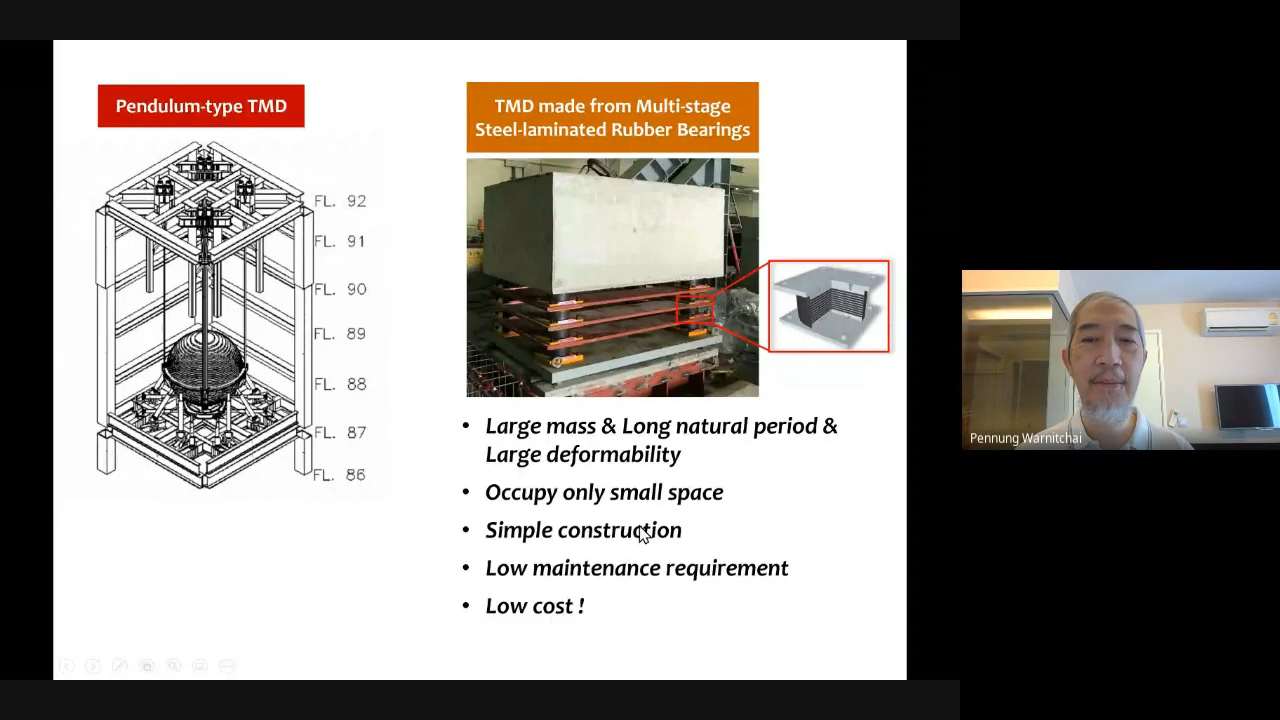 Pendulum-type TMD
FL. 92
FL. 91
FL. 90
FL. 89
FL. 88
FL. 87
FL. 86
TMD made from Multi-stage
Steel-laminated Rubber Bearings
• Large mass & Long natural period &
Large deformability
• Occupy only small space
• Simple construction
• Low maintenance requirement
• Low cost !
Pennung Warnitchai